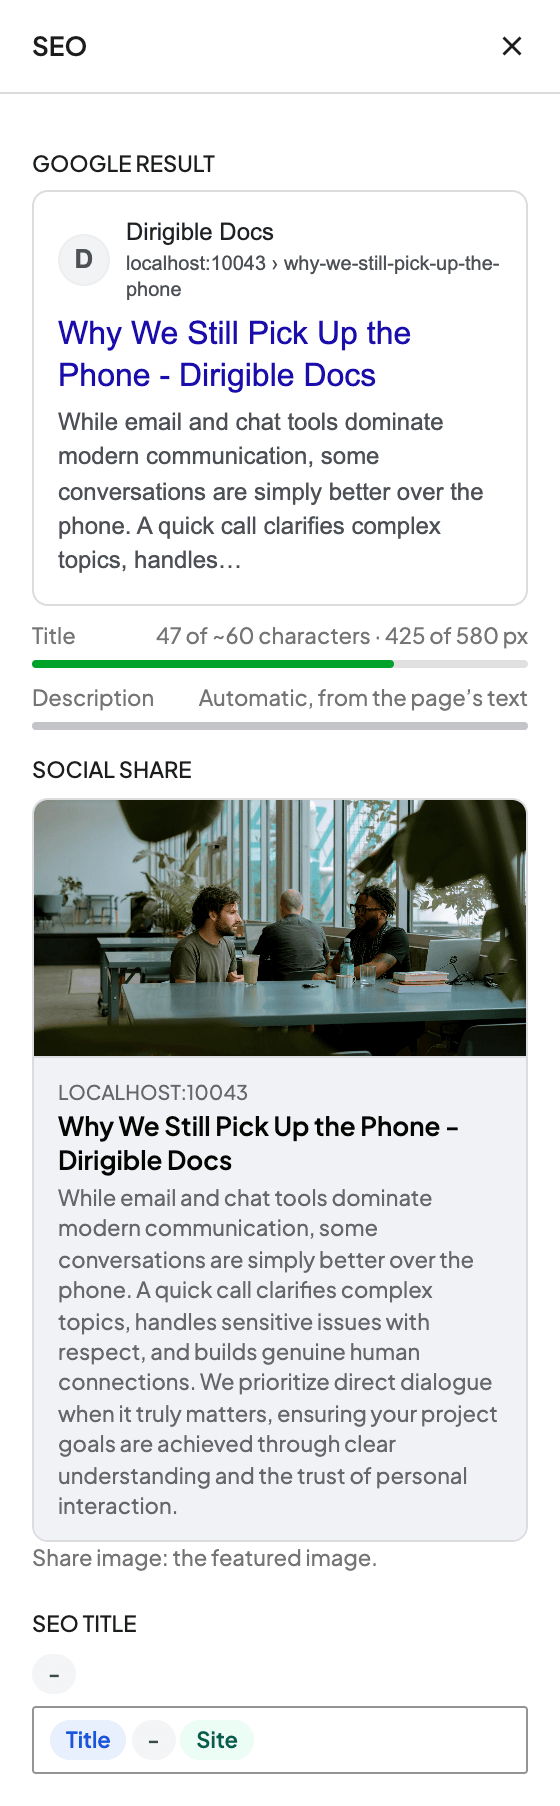 SEO
GOOGLE RESULT
D
Dirigible Docs
localhost:10043 › why-we-still-pick-up-the-
phone
Why We Still Pick Up the
Phone - Dirigible Docs
While email and chat tools dominate
modern communication, some
conversations are simply better over the
phone. A quick call clarifies complex
topics, handles…
Title 47 of ~60 characters · 425 of 580 px
Description Automatic, from the page’s text
SOCIAL SHARE
LOCALHOST:10043
Why We Still Pick Up the Phone -
Dirigible Docs
While email and chat tools dominate
modern communication, some
conversations are simply better over the
phone. A quick call clarifies complex
topics, handles sensitive issues with
respect, and builds genuine human
connections. We prioritize direct dialogue
when it truly matters, ensuring your project
goals are achieved through clear
understanding and the trust of personal
interaction.
Share image: the featured image.
SEO TITLE
-
Title - Site